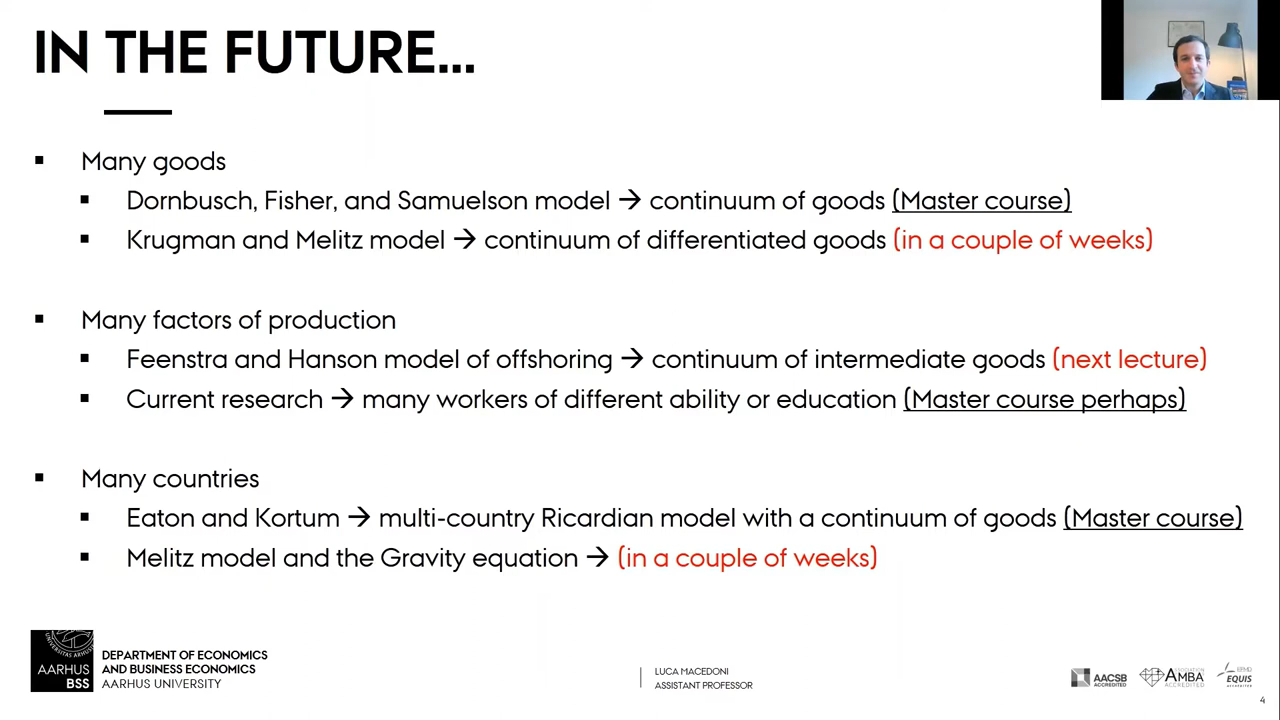 IN THE FUTURE...
▪ Many goods
▪ Dornbusch, Fisher, and Samuelson model → continuum of goods (Master course)
▪ Krugman and Melitz model → continuum of differentiated goods (in a couple of weeks)
▪ Many factors of production
▪ Feenstra and Hanson model of offshoring → continuum of intermediate goods (next lecture)
▪ Current research → many workers of different ability or education (Master course perhaps)
▪ Many countries
▪ Eaton and Kortum → multi-country Ricardian model with a continuum of goods (Master course)
▪ Melitz model and the Gravity equation → (in a couple of weeks)
AARHUS
BSS
DEPARTMENT OF ECONOMICS
AND BUSINESS ECONOMICS
AARHUS UNIVERSITY
LUCA MACEDONI
ASSISTANT PROFESSOR
AACSB
ACCREDITED
ASSOCIATION
AMBA
ACCREDITED
EFMD
EQUIS
ACCREDITED
4